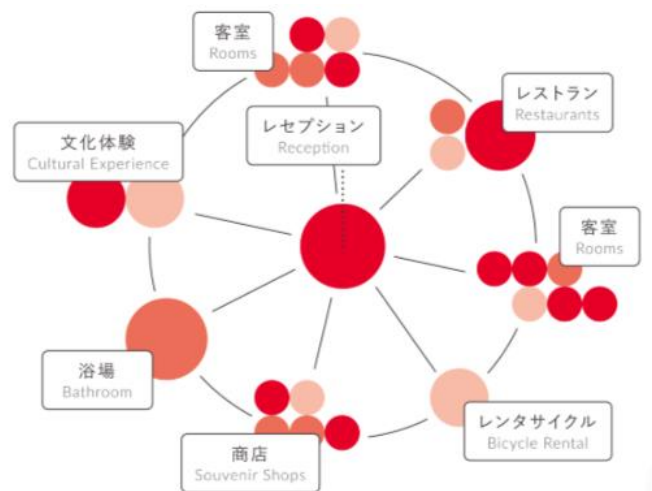 客室
Rooms
レストラン
Restaurants
レセプション
Reception
文化体験
Cultural Experience
客室
Rooms
浴場
Bathroom
レンタサイクル
Bicycle Rental
商店
Souvenir Shops